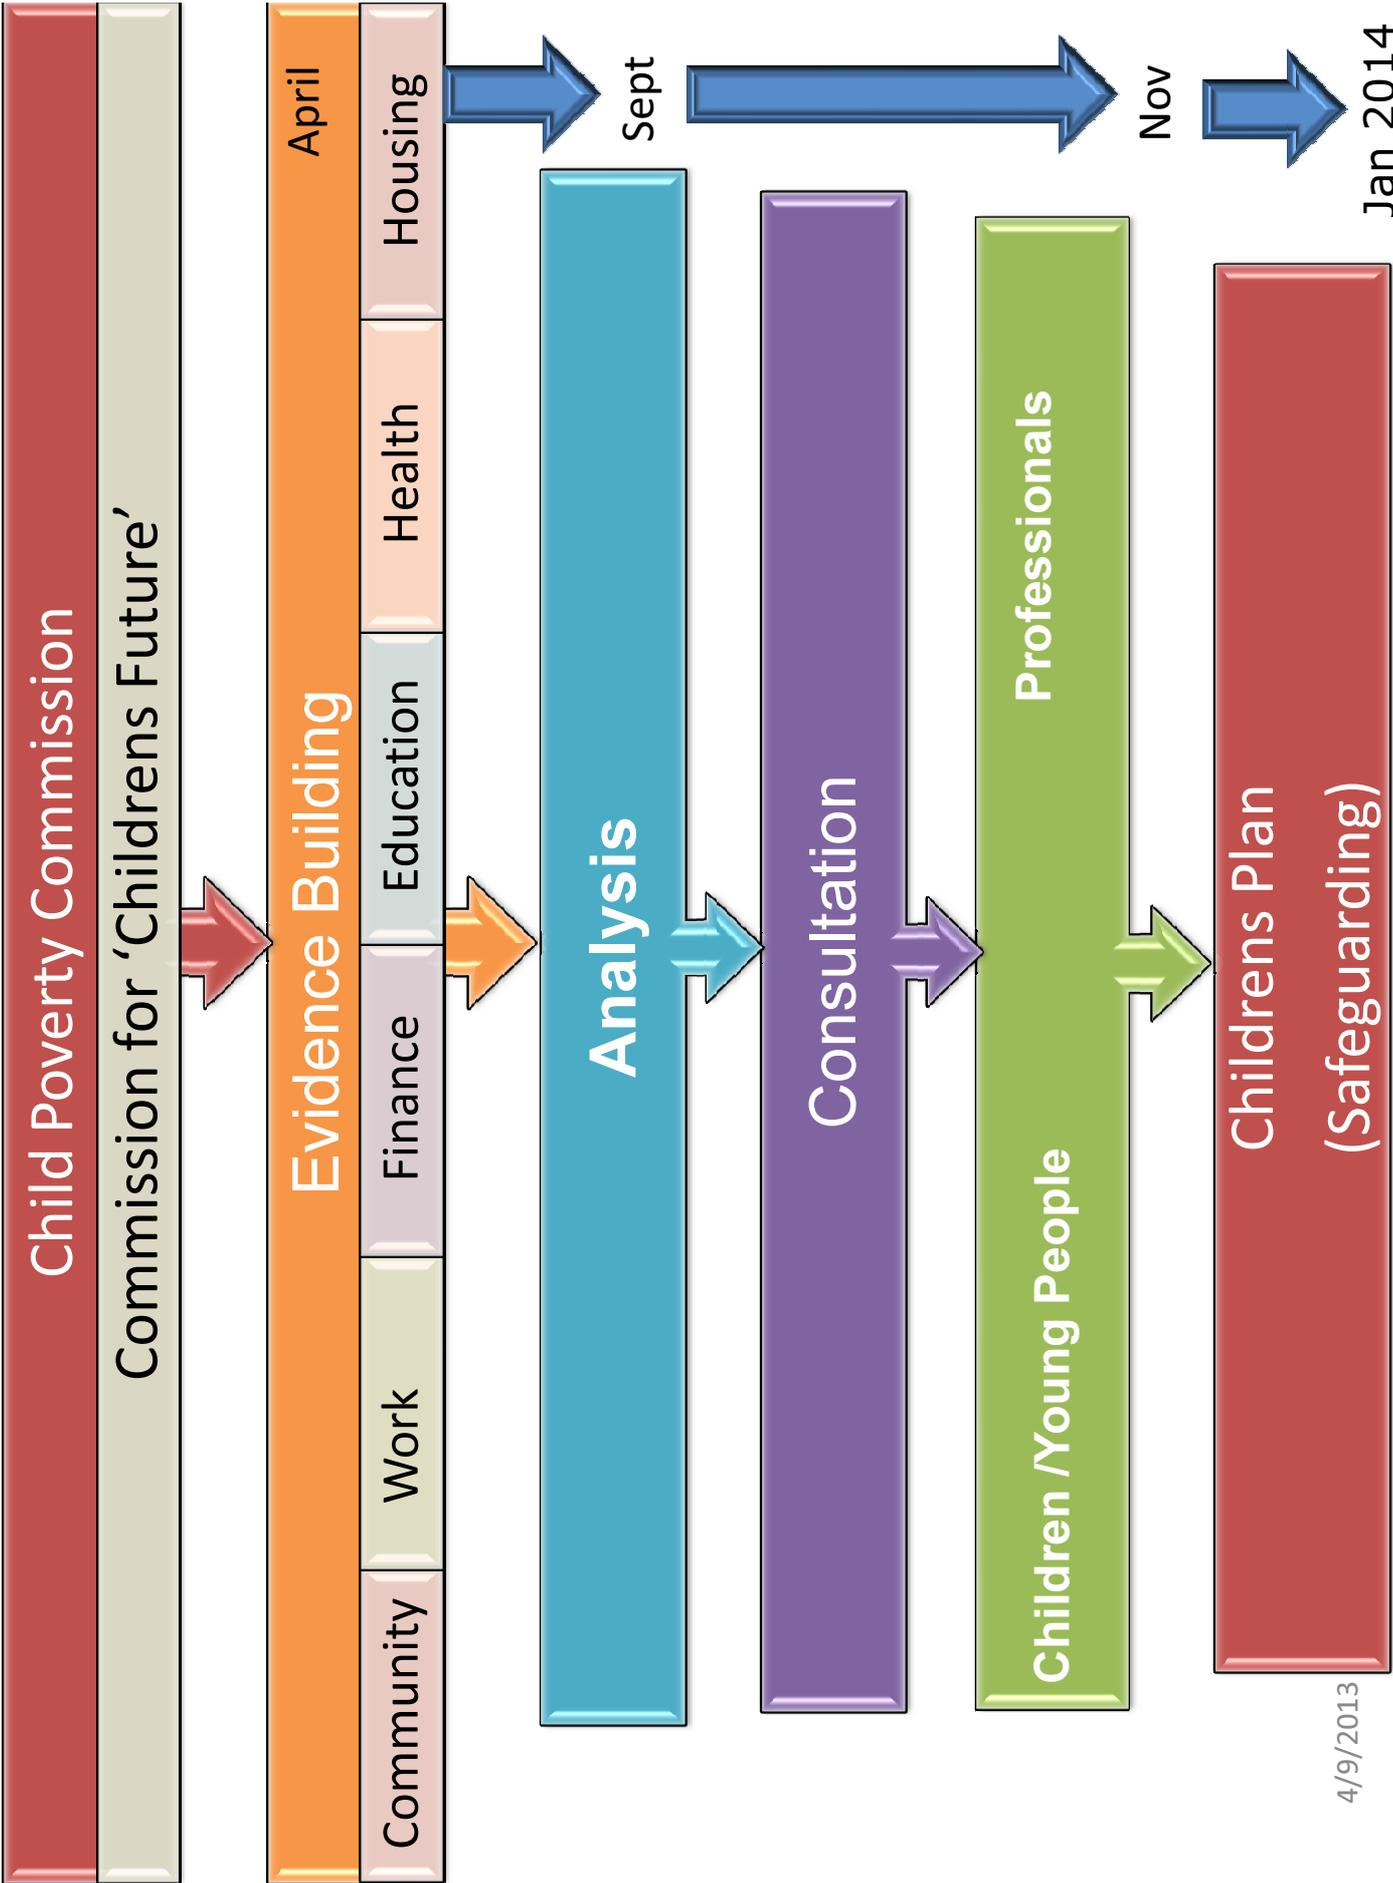 Child Poverty Commission
Commission for ‘Childrens Future’
Evidence Building
April
Community
Work
Finance
Education
Health
Housing
Analysis
Sept
Consultation
Children /Young People
Professionals
Nov
Childrens Plan
(Safeguarding)
4/9/2013
Jan 2014